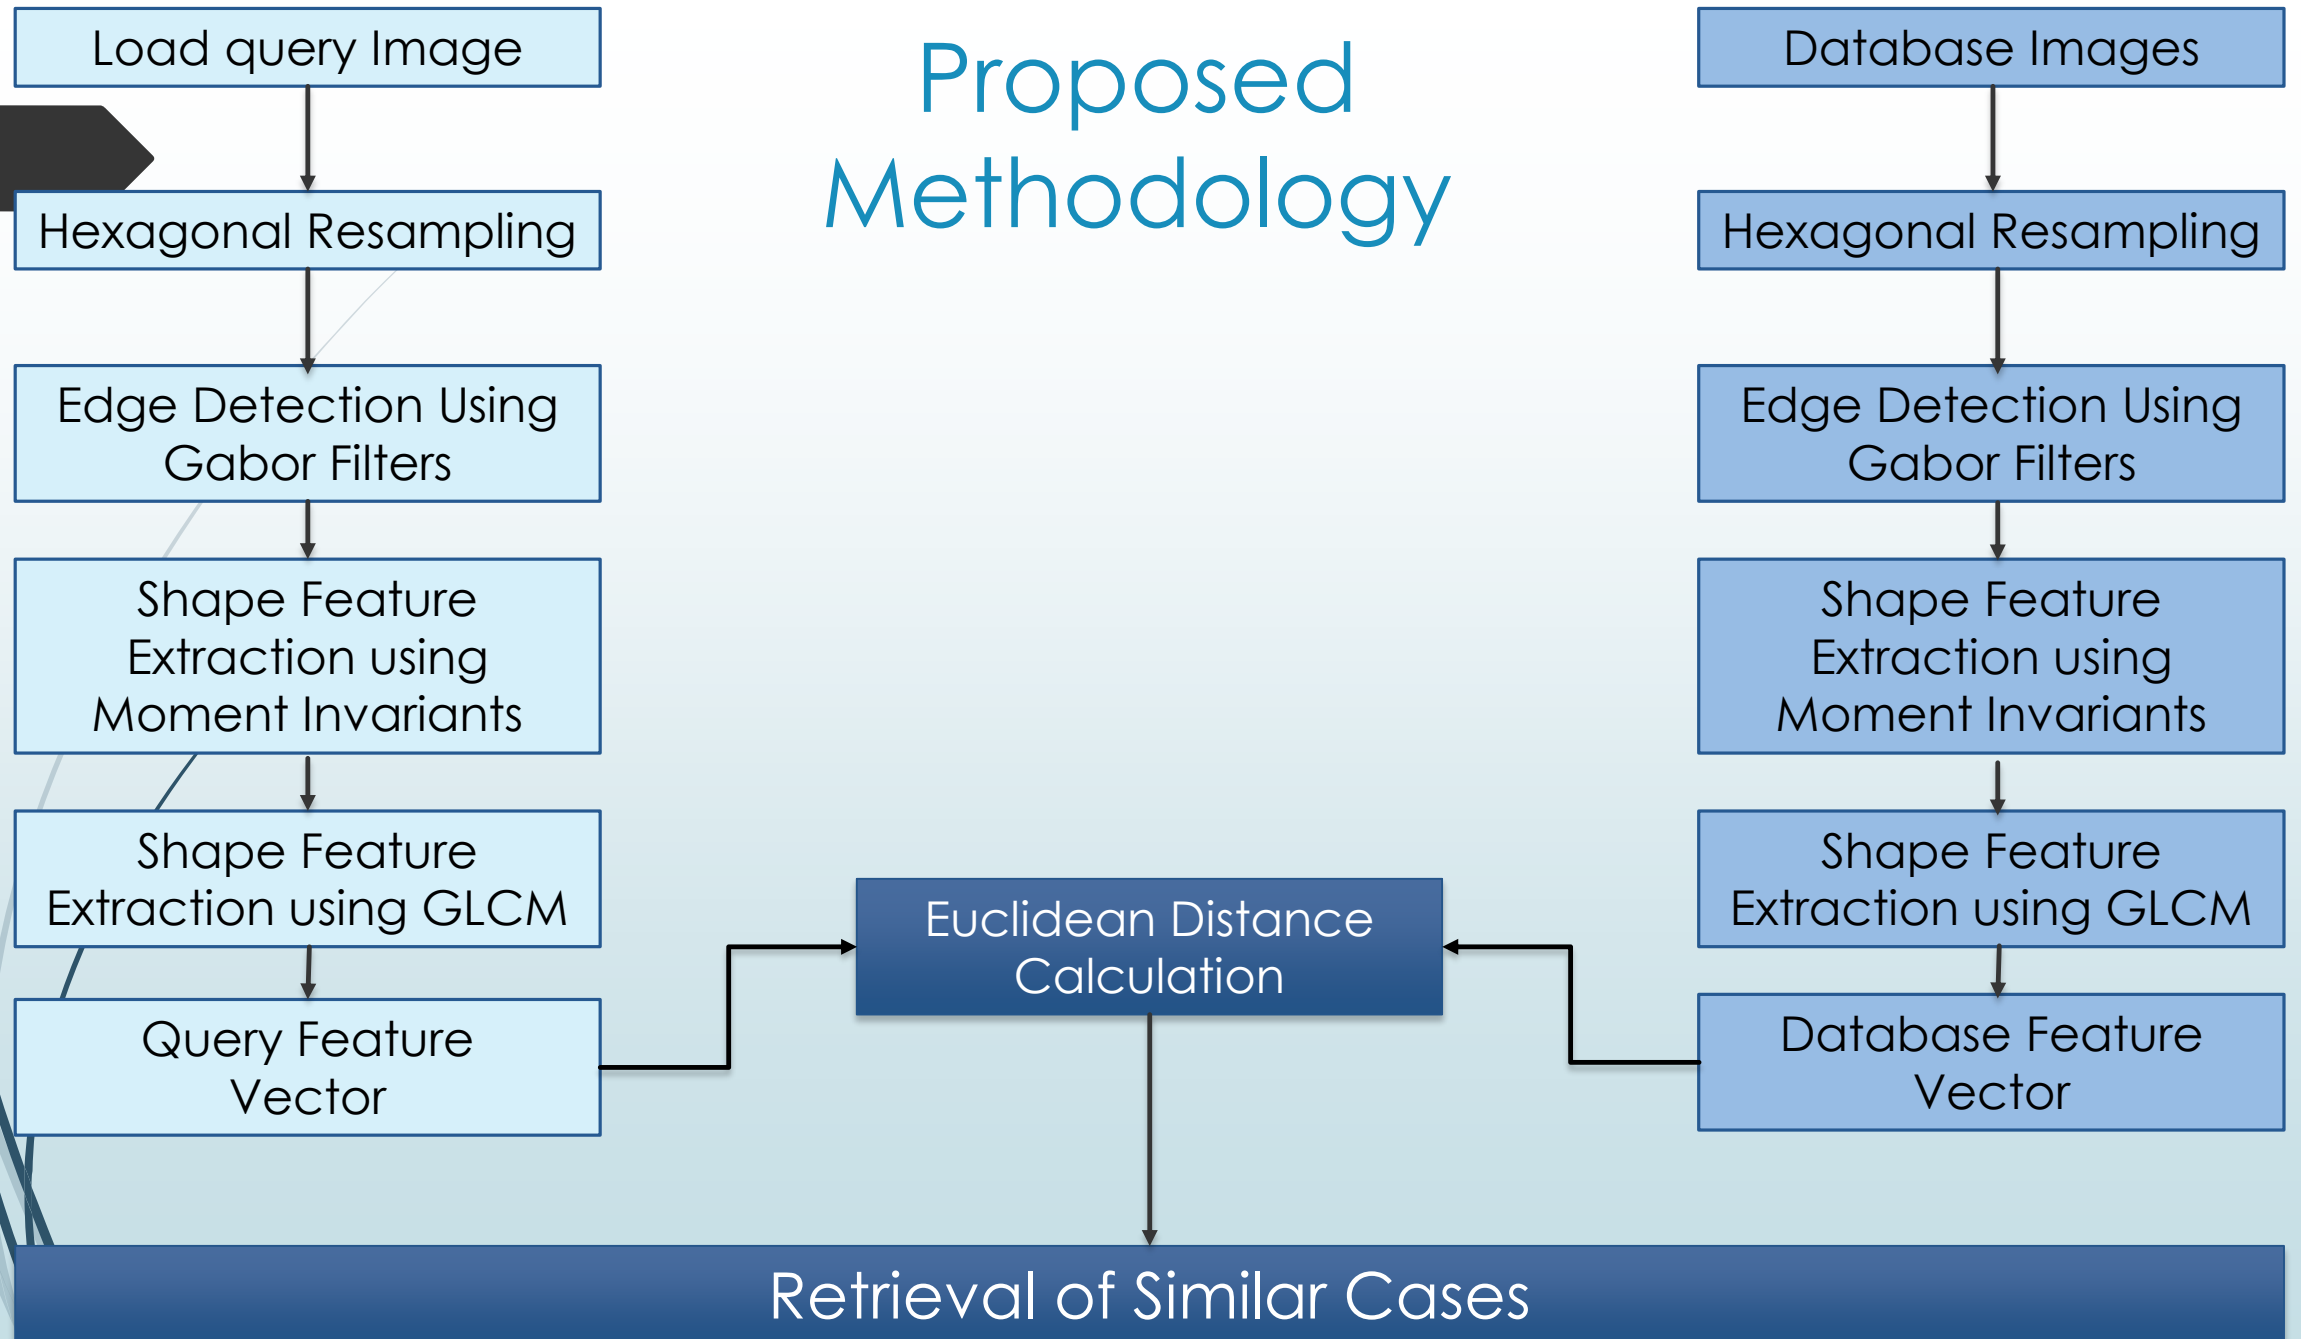 Proposed
Methodology
Load query Image
Hexagonal Resampling
Edge Detection Using
Gabor Filters
Shape Feature
Extraction using
Moment Invariants
Shape Feature
Extraction using GLCM
Query Feature
Vector
Database Images
Hexagonal Resampling
Edge Detection Using
Gabor Filters
Shape Feature
Extraction using
Moment Invariants
Shape Feature
Extraction using GLCM
Database Feature
Vector
Euclidean Distance
Calculation
Retrieval of Similar Cases